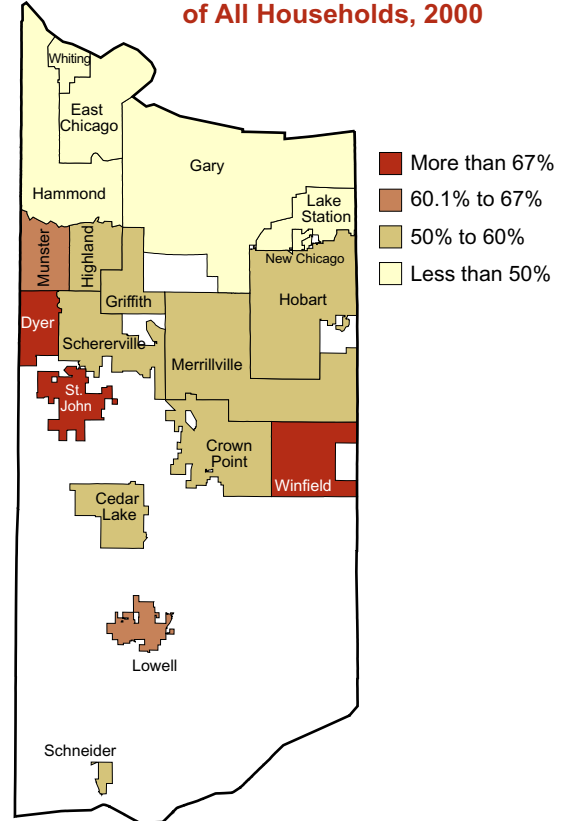 of All Households, 2000
Whiting
East
Chicago
Gary
More than 67%
Hammond
60.1% to 67%
Lake
Station
50% to 60%
Munster
Highland
New Chicago
Less than 50%
Griffith
Hobart
Dyer
Schererville
Merrillville
St.
John
Crown
Point
Winfield
Cedar
Lake
Lowell
Schneider